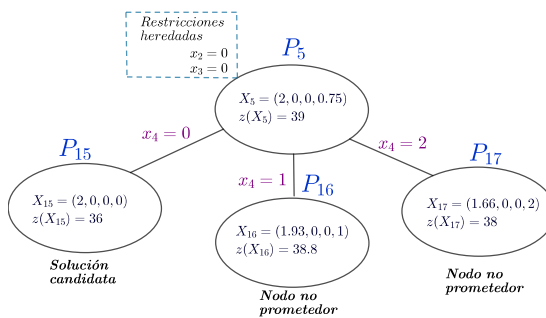 Restricciones
heredadas
x₂ = 0
x₃ = 0
P₅
X₅ = (2, 0, 0, 0.75)
z(X₅) = 39
x₄ = 0
x₄ = 1
x₄ = 2
P₁₅
X₁₅ = (2, 0, 0, 0)
z(X₁₅) = 36
Solución
candidata
P₁₆
X₁₆ = (1.93, 0, 0, 1)
z(X₁₆) = 38.8
Nodo no
prometedor
P₁₇
X₁₇ = (1.66, 0, 0, 2)
z(X₁₇) = 38
Nodo no
prometedor